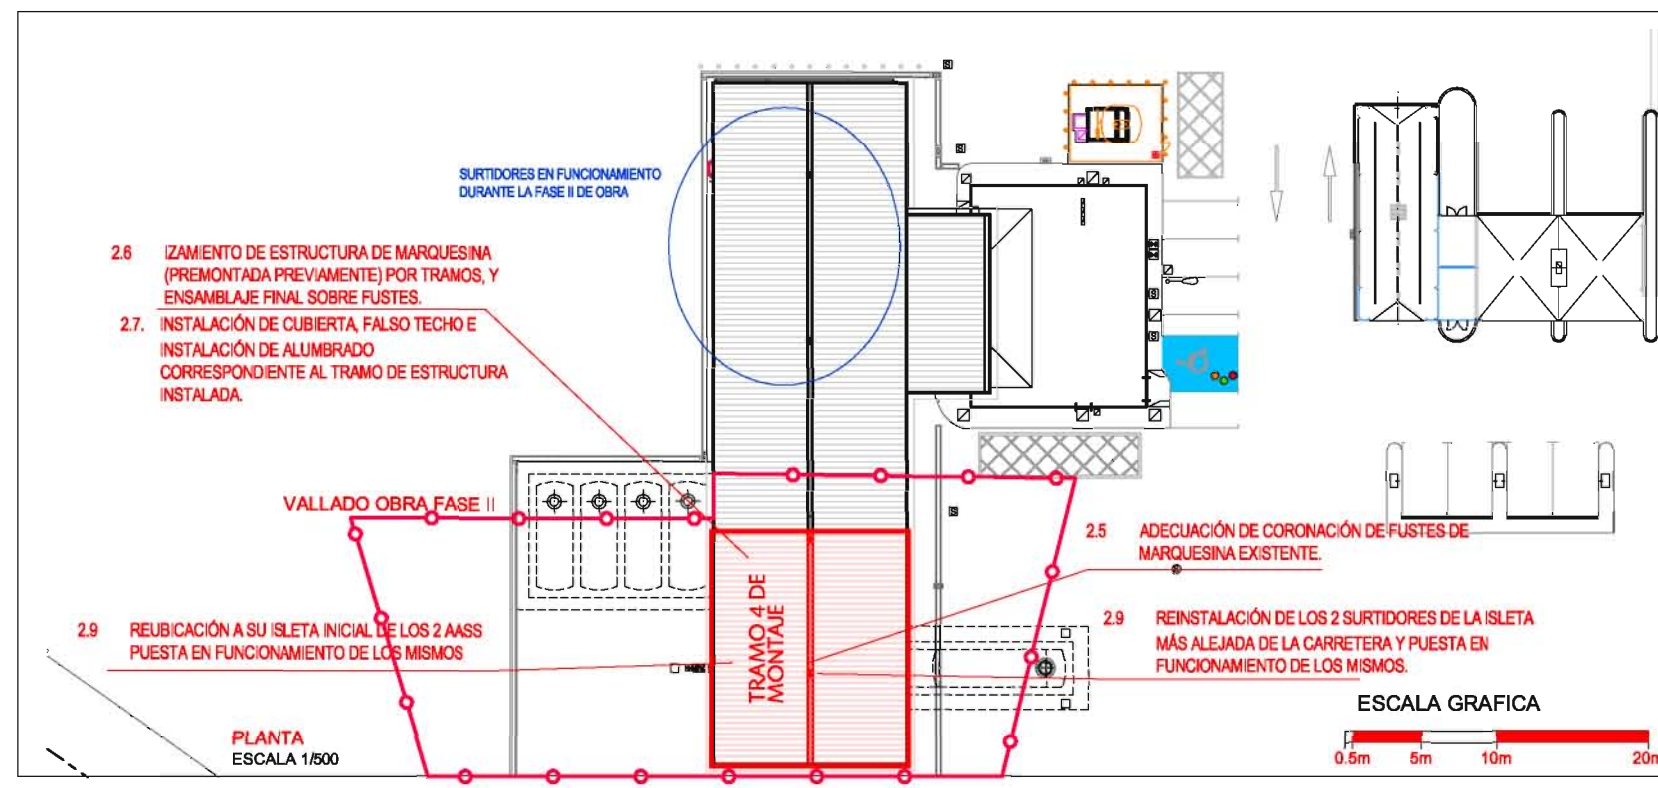 SURTIDORES EN FUNCIONAMIENTO
DURANTE LA FASE II DE OBRA
2.6 IZAMIENTO DE ESTRUCTURA DE MARQUESINA
(PREMONTADA PREVIAMENTE) POR TRAMOS, Y
ENSAMBLAJE FINAL SOBRE FUSTES.
2.7. INSTALACIÓN DE CUBIERTA, FALSO TECHO E
INSTALACIÓN DE ALUMBRADO
CORRESPONDIENTE AL TRAMO DE ESTRUCTURA
INSTALADA.
VALLADO OBRA FASE II
2.5 ADECUACIÓN DE CORONACIÓN DE FUSTES DE
MARQUESINA EXISTENTE.
TRAMO 4 DE
MONTAJE
2.9 REUBICACIÓN A SU ISLETA INICIAL DE LOS 2 AASS
PUESTA EN FUNCIONAMIENTO DE LOS MISMOS
2.9 REINSTALACIÓN DE LOS 2 SURTIDORES DE LA ISLETA
MÁS ALEJADA DE LA CARRETERA Y PUESTA EN
FUNCIONAMIENTO DE LOS MISMOS.
PLANTA
ESCALA 1/500
ESCALA GRAFICA
0.5m 5m 10m 20m